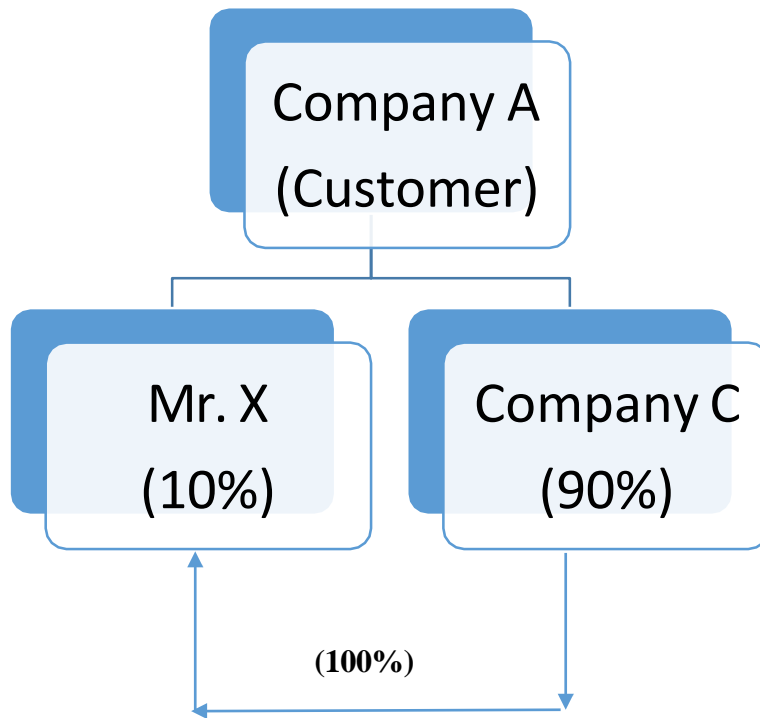 Company A
(Customer)
Mr. X
(10%)
Company C
(90%)
(100%)